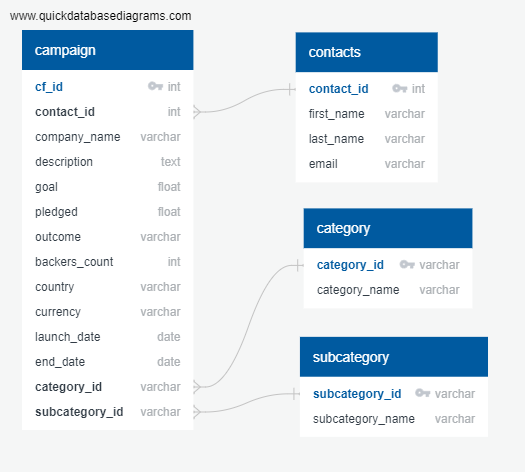 www.quickdatabasediagrams.com
campaign
cf_id int
contact_id int
company_name varchar
description text
goal float
pledged float
outcome varchar
backers_count int
country varchar
currency varchar
launch_date date
end_date date
category_id varchar
subcategory_id varchar
contacts
contact_id int
first_name varchar
last_name varchar
email varchar
category
category_id varchar
category_name varchar
subcategory
subcategory_id varchar
subcategory_name varchar